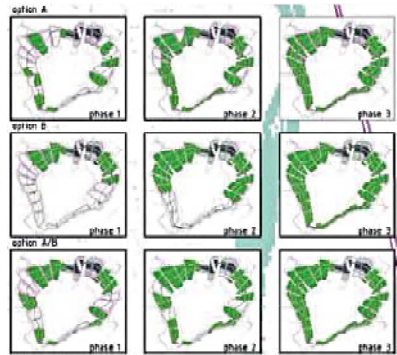 option A
phase 1
phase 2
phase 3
option B
phase 1
phase 2
phase 3
option A/B
phase 1
phase 2
phase 3